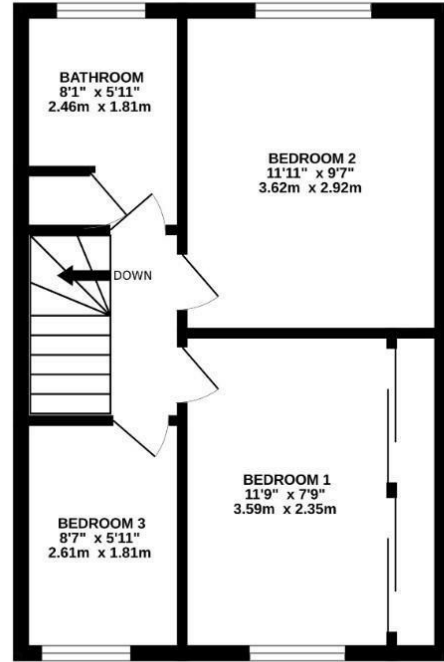 BATHROOM
8'1" x 5'11"
2.46m x 1.81m
BEDROOM 2
11'11" x 9'7"
3.62m x 2.92m
DOWN
BEDROOM 1
11'9" x 7'9"
3.59m x 2.35m
BEDROOM 3
8'7" x 5'11"
2.61m x 1.81m